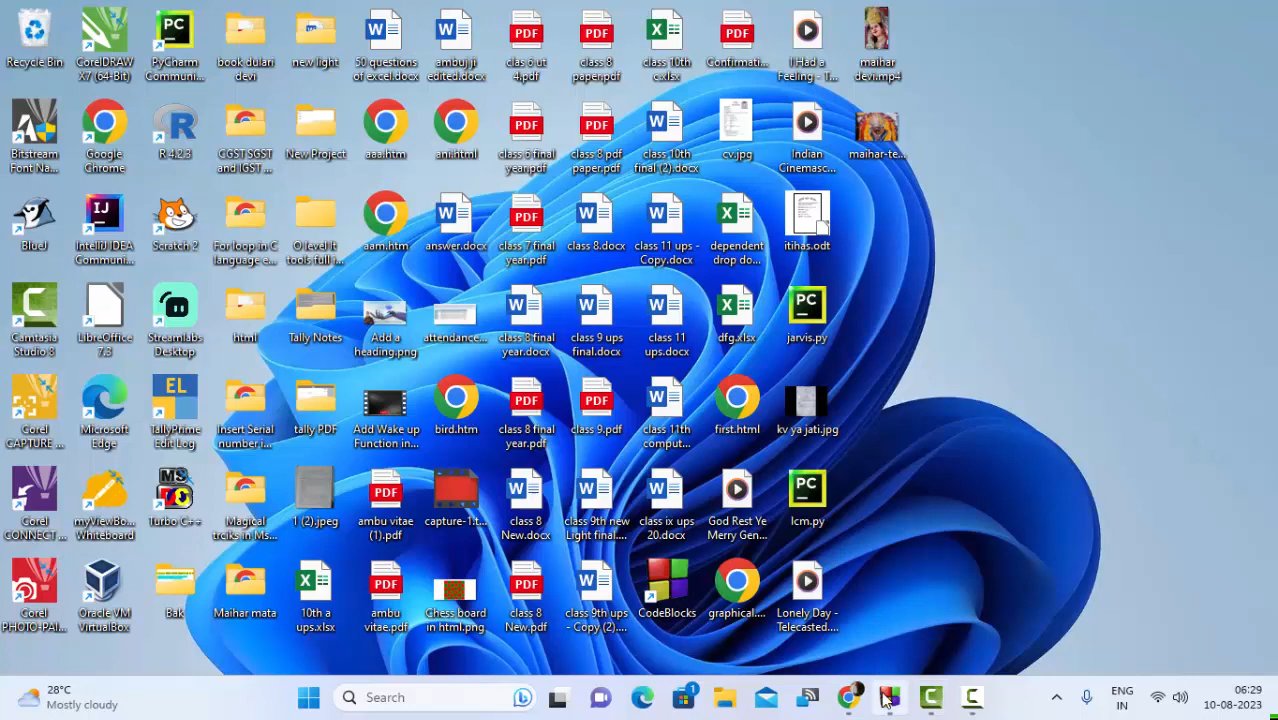 Recycle Bin
CorelDRAW
X7 (64-Bit)
PyCharm
Communi...
book dulari
devi
new light
50 questions
of excel.docx
ambuj ji
edited.docx
clas 6 ut
4.pdf
class 8
paper.pdf
class 10th
c.xlsx
Confirmati...
I Had a
Feeling - T...
maihar
devi.mp4
Bitstream
Font Na...
Google
Chrome
R 4.2.3
CGST SGST
and IGST ...
New Project
aaa.htm
ani.html
class 6 final
year.pdf
class 8 pdf
paper.pdf
class 10th
final (2).docx
cv.jpg
Indian
Cinemasc...
maihar-te...
BlueJ
IntelliJ IDEA
Communi...
Scratch 2
For loop in C
language e...
O level It
tools full i...
aam.htm
answer.docx
class 7 final
year.pdf
class 8.docx
class 11 ups -
Copy.docx
dependent
drop do...
itihas.odt
Camtasia
Studio 8
LibreOffice
7.3
Streamlabs
Desktop
html
Tally Notes
Add a
heading.png
attendance...
class 8 final
year.docx
class 9 ups
final.docx
class 11
ups.docx
dfg.xlsx
jarvis.py
Corel
CAPTURE ...
Microsoft
Edge
TallyPrime
Edit Log
Insert Serial
number i...
tally PDF
Add Wake up
Function in...
bird.htm
class 8 final
year.pdf
class 9.pdf
class 11th
comput...
first.html
kv ya jati.jpg
Corel
CONNECT ...
myViewBo...
Whiteboard
Turbo C++
Magical
trciks in Ms...
1 (2).jpeg
ambu vitae
(1).pdf
capture-1.t...
class 8
New.docx
class 9th new
Light final....
class ix ups
20.docx
God Rest Ye
Merry Gen...
lcm.py
Corel
PHOTO-PAI...
Oracle VM
VirtualBox
Bak
Maihar mata
10th a
ups.xlsx
ambu
vitae.pdf
Chess board
in html.png
class 8
New.pdf
class 9th ups
- Copy (2)....
CodeBlocks
graphical....
Lonely Day -
Telecasted....
28°C
Mostly cloudy
Search
1
ENG
IN
06:29
10-08-2023